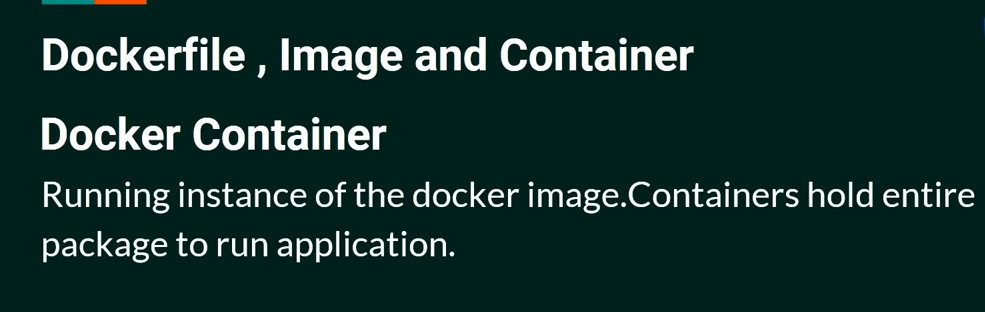 Dockerfile , Image and Container
Docker Container
Running instance of the docker image.Containers hold entire
package to run application.